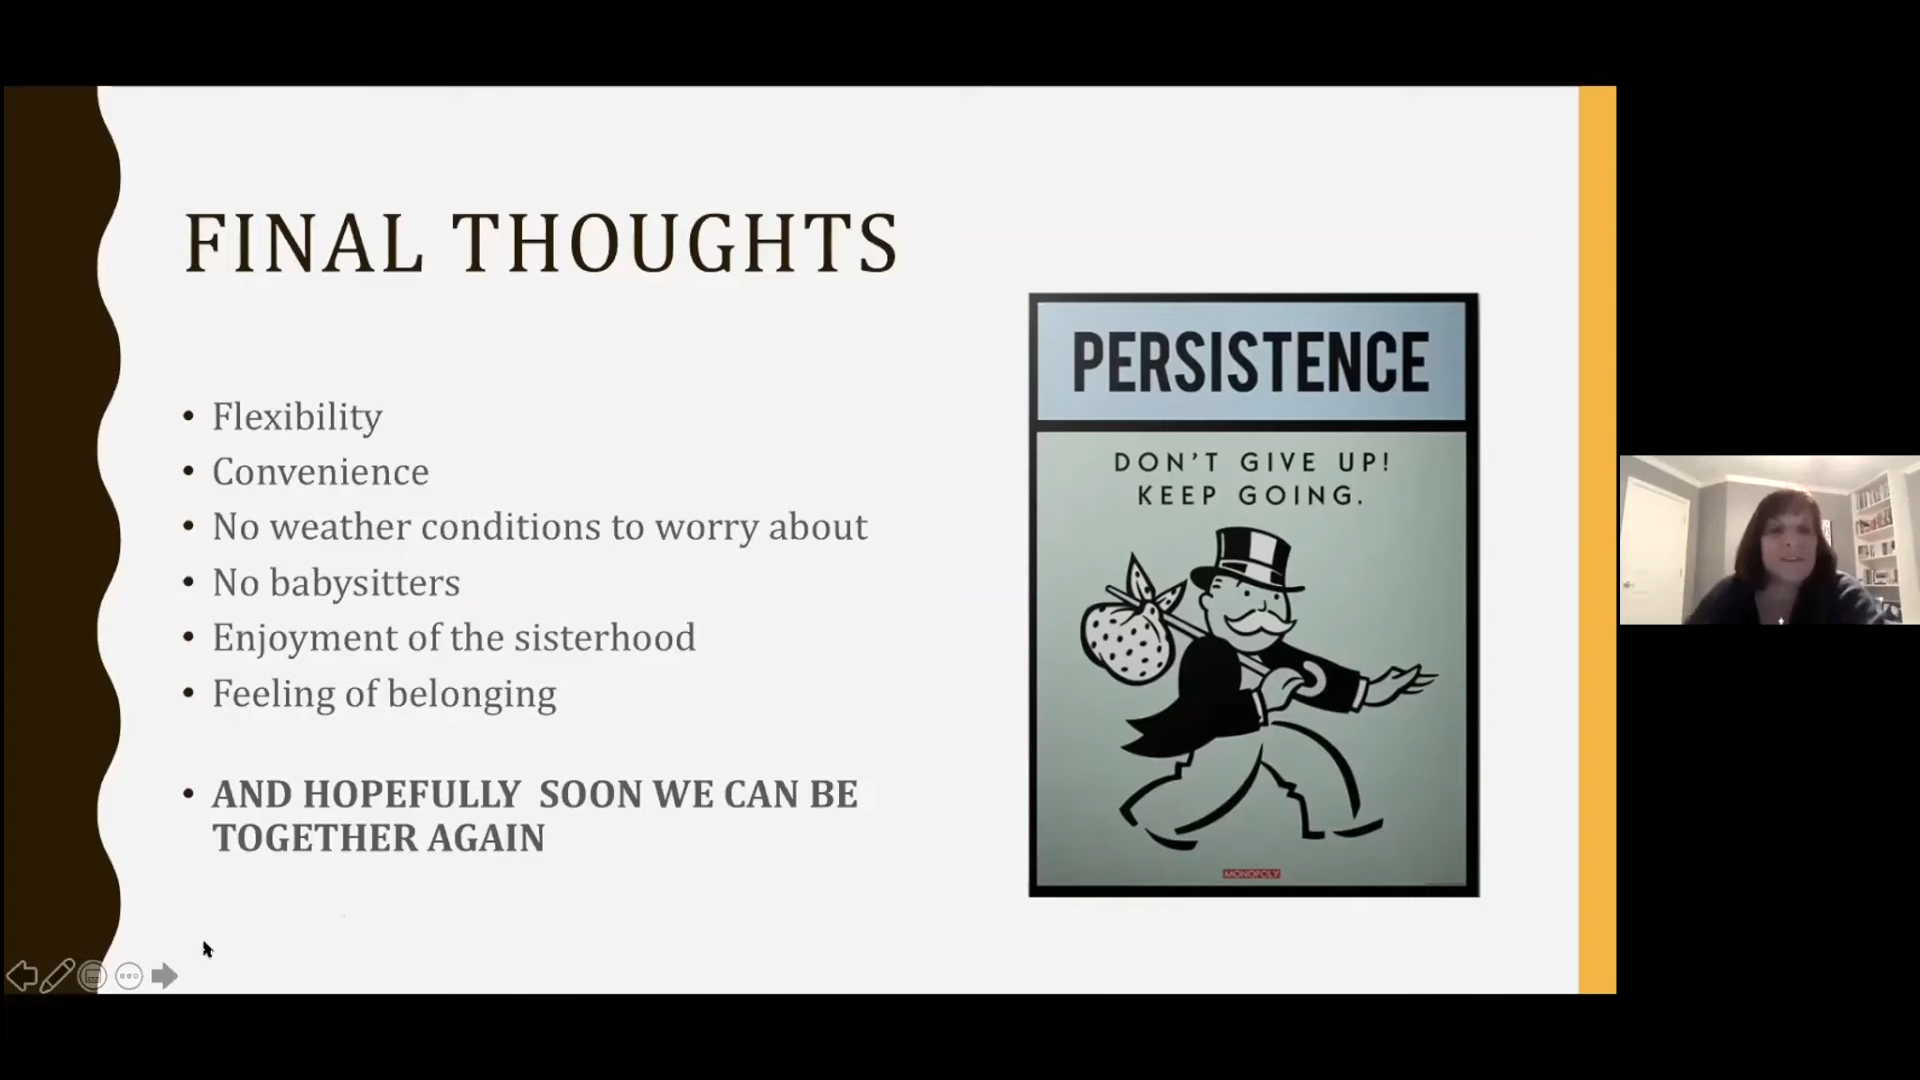 FINAL THOUGHTS
• Flexibility
• Convenience
• No weather conditions to worry about
• No babysitters
• Enjoyment of the sisterhood
• Feeling of belonging
• AND HOPEFULLY SOON WE CAN BE
TOGETHER AGAIN
PERSISTENCE
DON'T GIVE UP!
KEEP GOING.
MONOPOLY